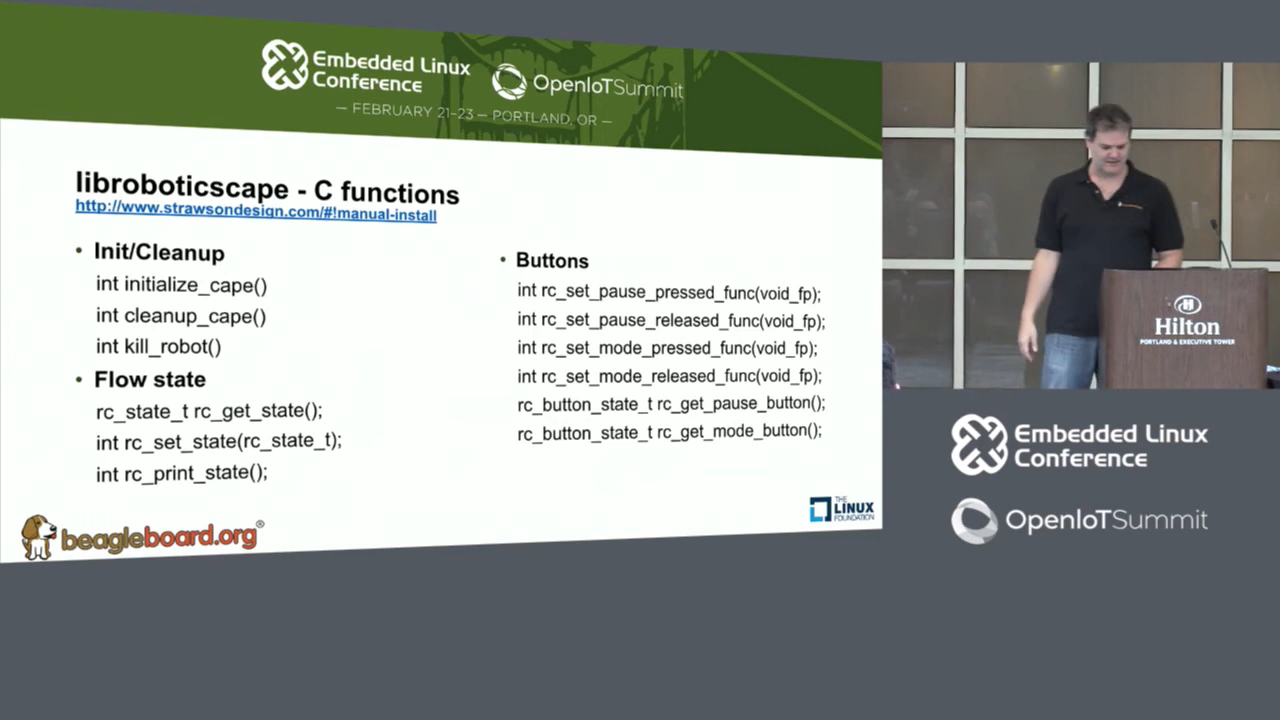 Embedded Linux
Conference
OpenIoTSummit
— FEBRUARY 21-23 — PORTLAND, OR —
libroboticscape - C functions
http://www.strawsondesign.com/#!manual-install
• Init/Cleanup
int initialize_cape()
int cleanup_cape()
int kill_robot()
• Flow state
rc_state_t rc_get_state();
int rc_set_state(rc_state_t);
int rc_print_state();
• Buttons
int rc_set_pause_pressed_func(void_fp);
int rc_set_pause_released_func(void_fp);
int rc_set_mode_pressed_func(void_fp);
int rc_set_mode_released_func(void_fp);
rc_button_state_t rc_get_pause_button();
rc_button_state_t rc_get_mode_button();
beagleboard.org®
THE
LINUX
FOUNDATION
Hilton
PORTLAND & EXECUTIVE TOWER
Embedded Linux
Conference
OpenIoTSummit